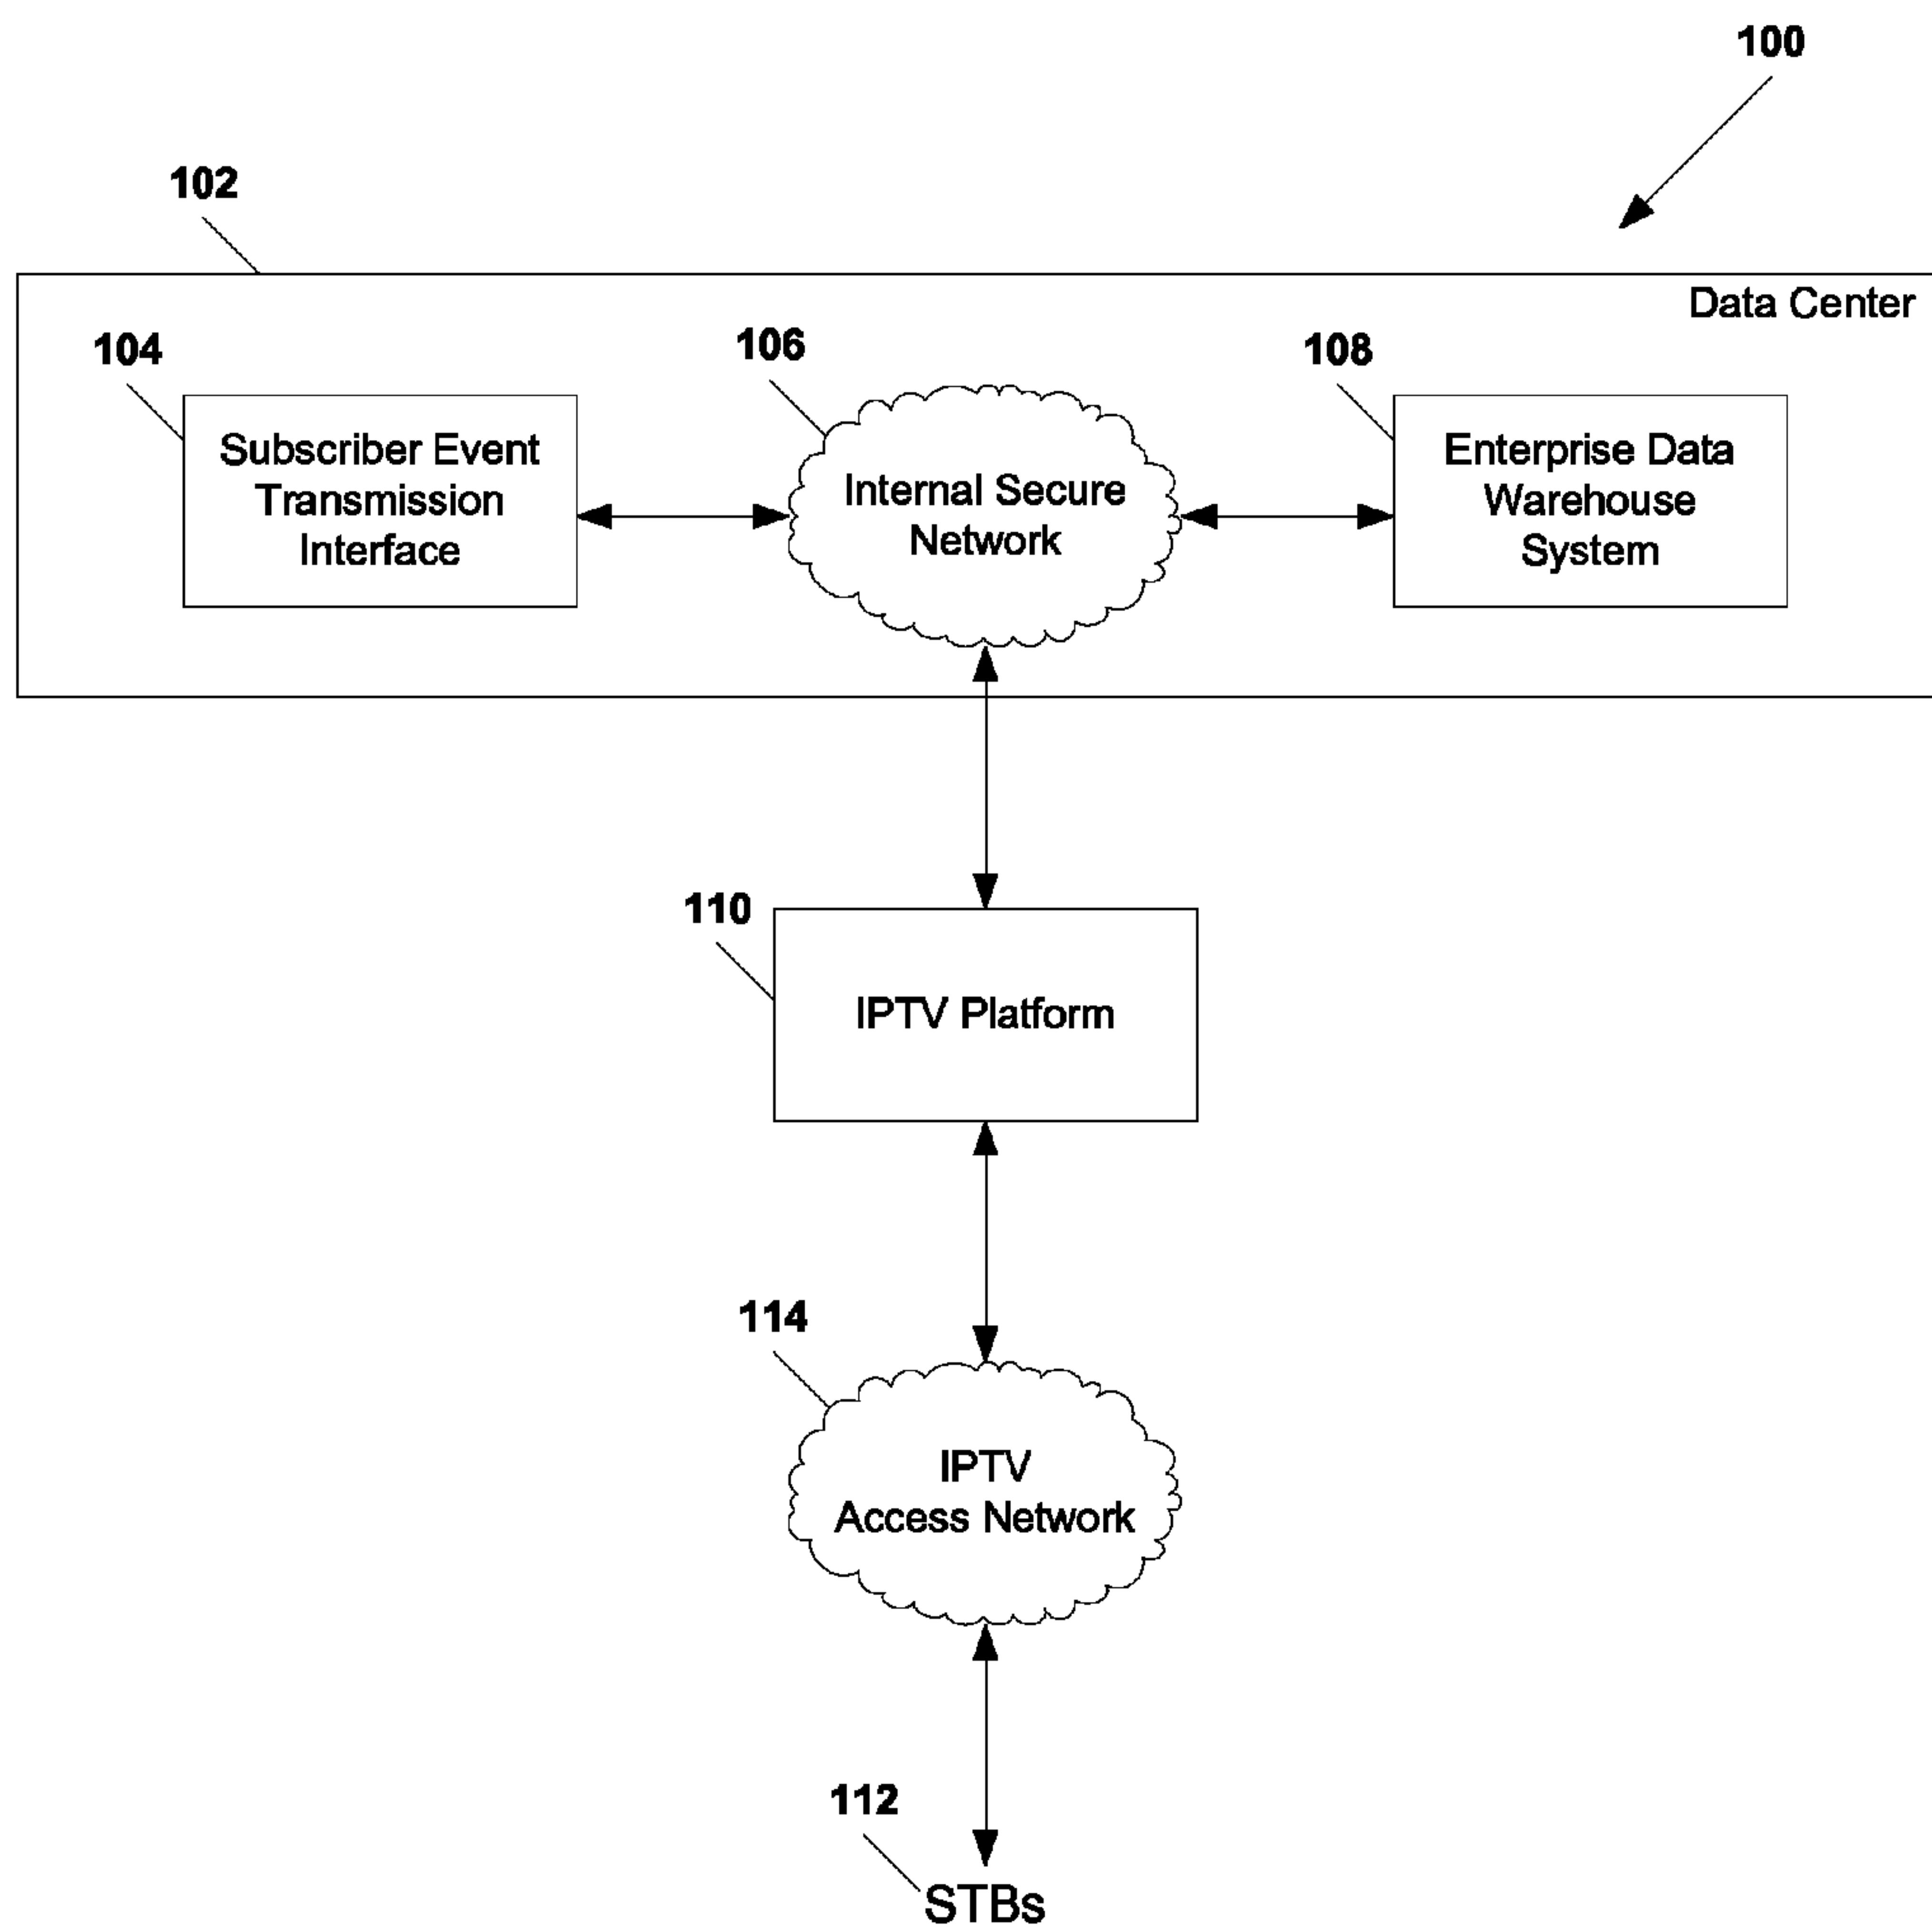 100
102
Data Center
104
106
108
Subscriber Event
Transmission
Interface
Internal Secure
Network
Enterprise Data
Warehouse
System
110
IPTV Platform
114
IPTV
Access Network
112
STBs